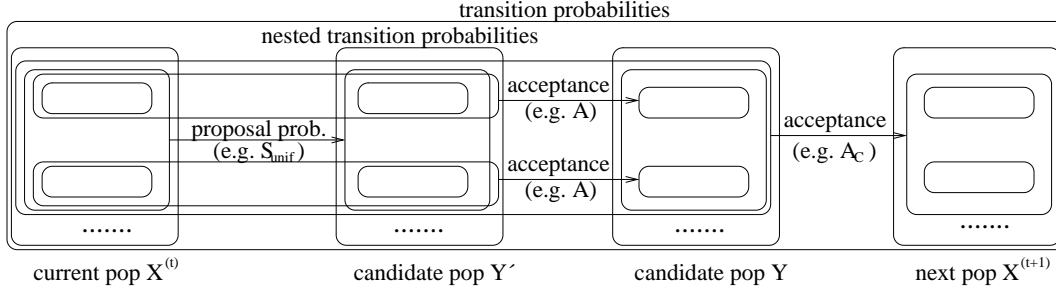 transition probabilities
nested transition probabilities
acceptance
(e.g. A)
proposal prob.
(e.g. S_unif)
acceptance
(e.g. A_C)
acceptance
(e.g. A)
.......
.......
.......
.......
current pop X^(t)
candidate pop Y´
candidate pop Y
next pop X^(t+1)